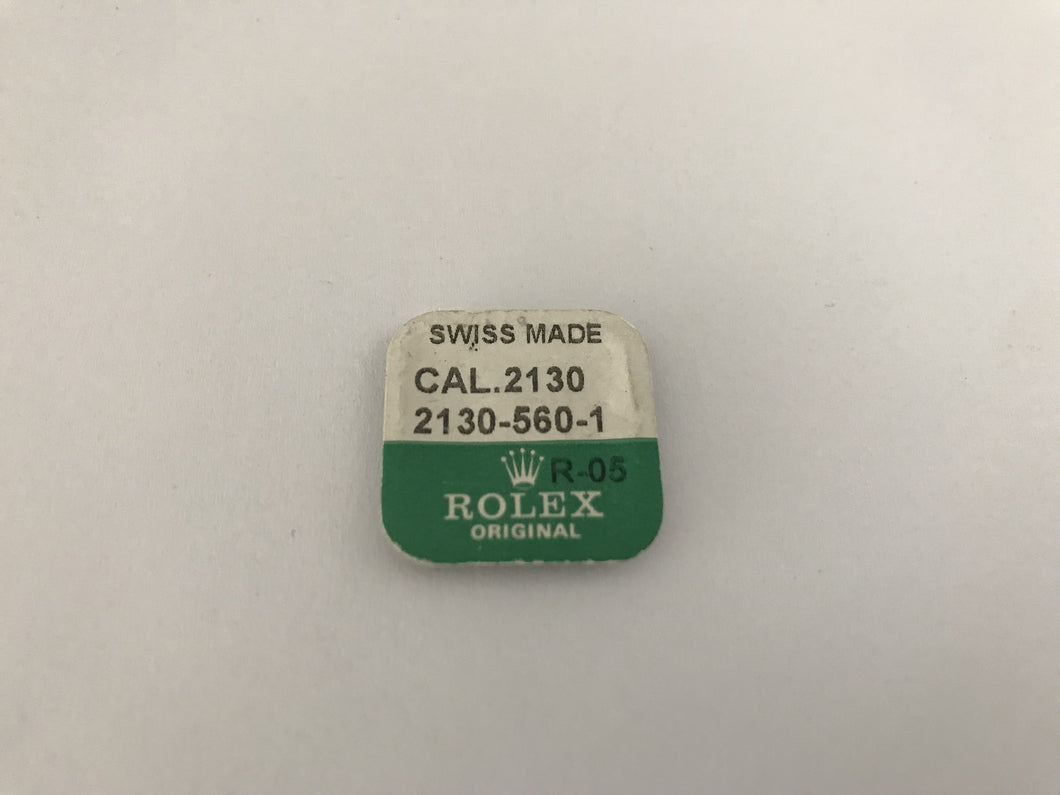 SWISS MADE
CAL.2130
2130-560-1
R-05
ROLEX
ORIGINAL